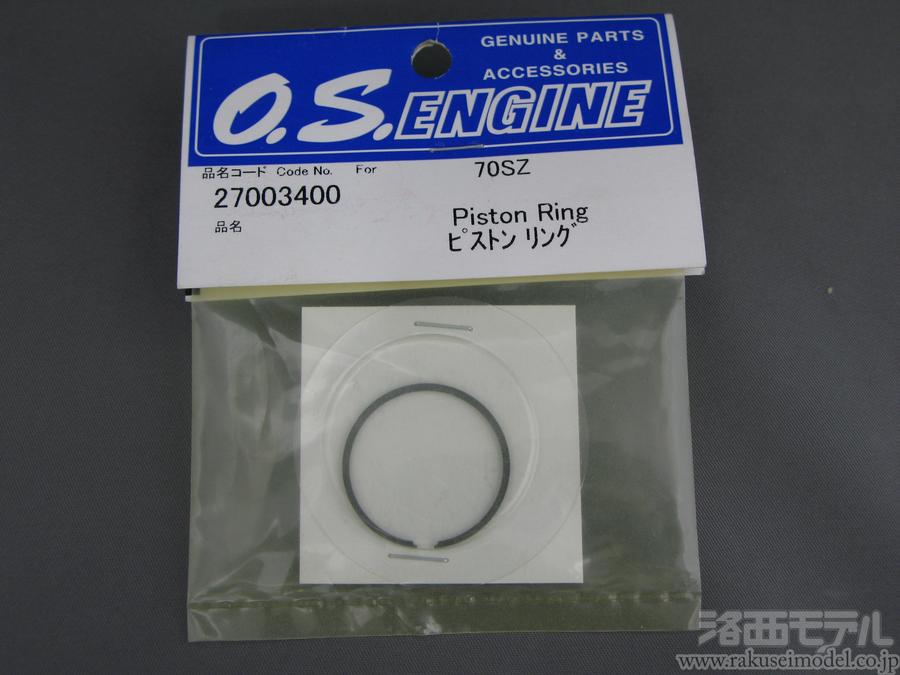 GENUINE PARTS
&
ACCESSORIES
O.S.ENGINE
品名コード Code No. For 70SZ
27003400
品名
Piston Ring
ピストン リング
洛西モデル
www.rakuseimodel.co.jp